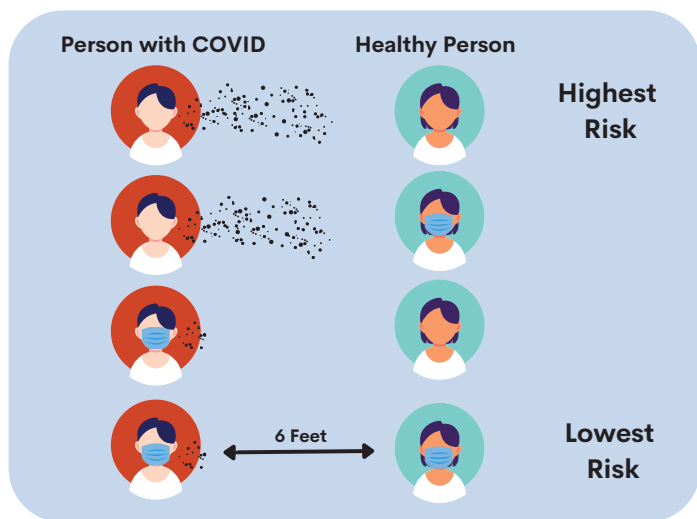 Person with COVID
Healthy Person
Highest
Risk
6 Feet
Lowest
Risk